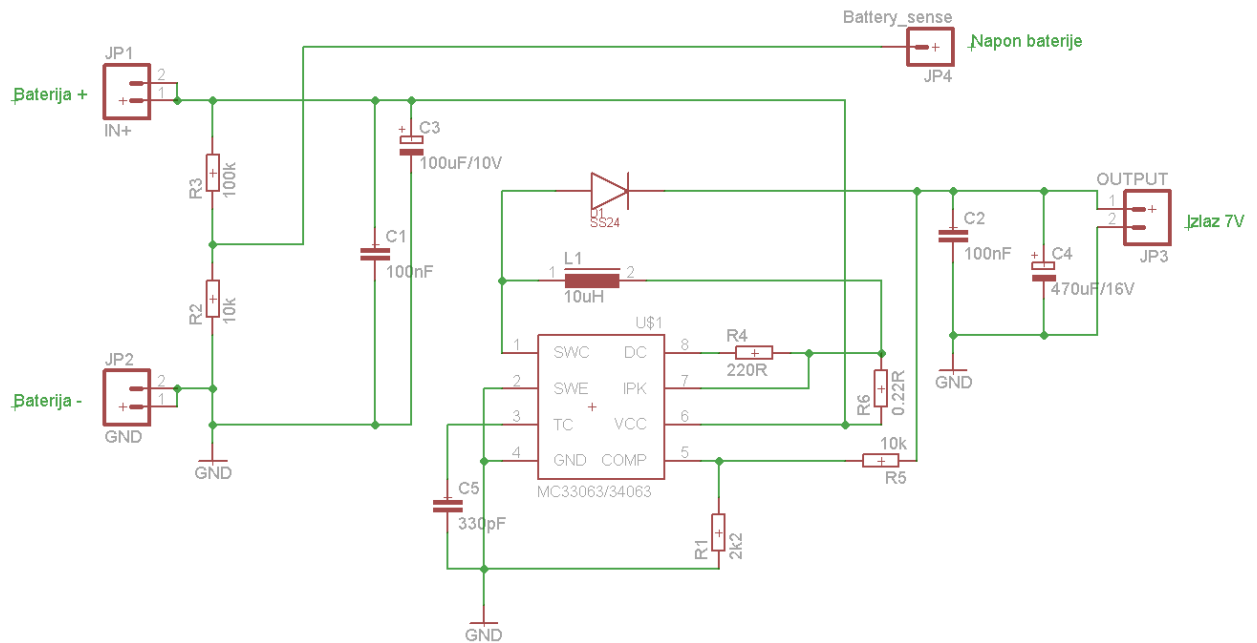 Battery_sense
Napon baterije
JP4
JP1
2
1
Baterija +
IN+
C3
100uF/10V
R3
100k
D1
SS24
OUTPUT
1
2
Izlaz 7V
JP3
C2
100nF
C4
470uF/16V
C1
100nF
L1
1
2
10uH
R2
10k
U$1
R4
220R
1
SWC
DC
8
2
SWE
IPK
7
3
TC
VCC
6
4
GND
COMP
5
MC33063/34063
R6
0.22R
GND
JP2
2
1
Baterija -
GND
GND
10k
R5
C5
330pF
R1
2k2
GND